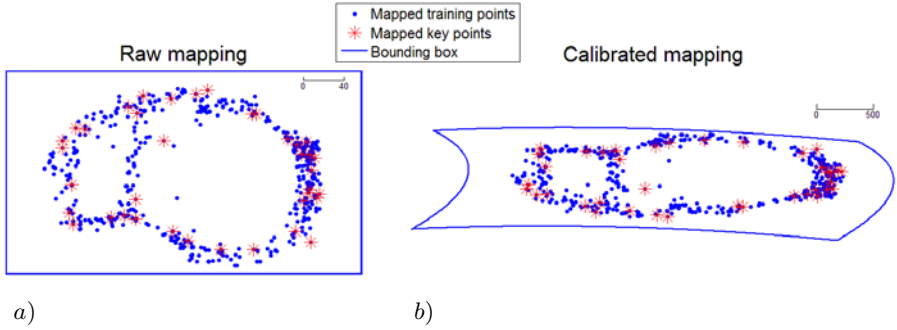 Mapped training points
Mapped key points
Bounding box
Raw mapping
Calibrated mapping
0 40
0 500
a)
b)